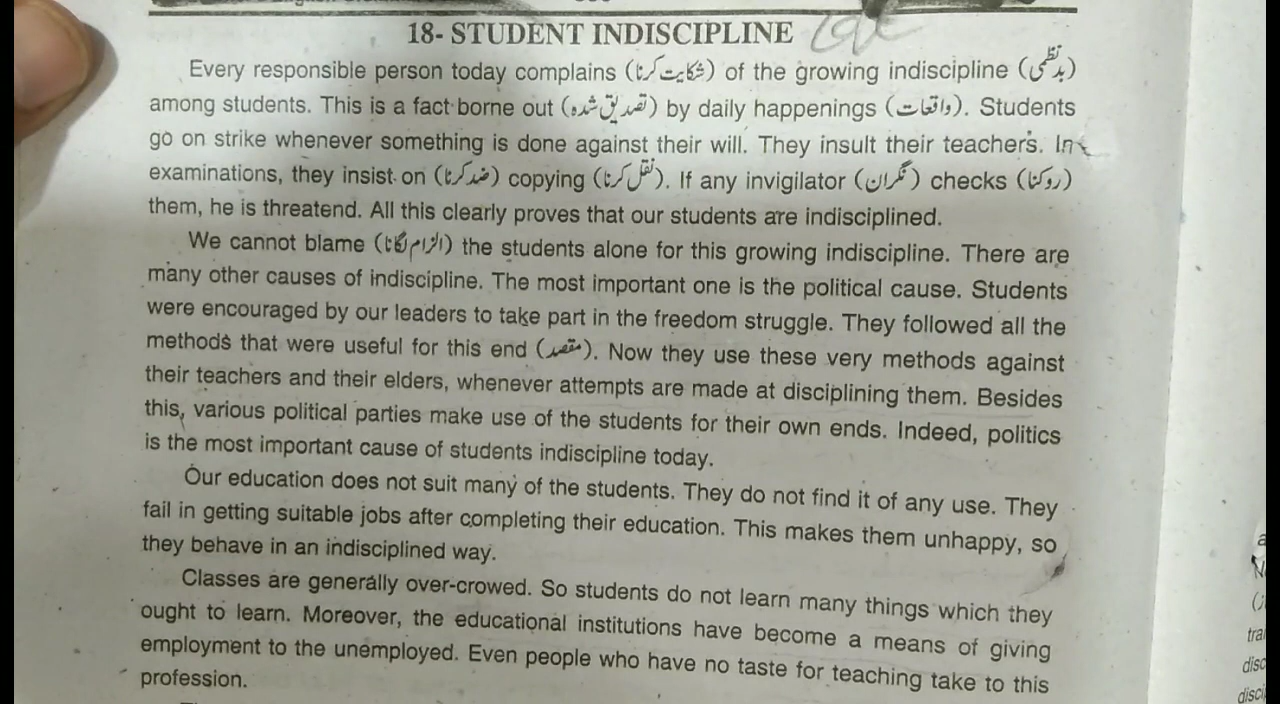 18- STUDENT INDISCIPLINE
Every responsible person today complains (شکایت کرنا) of the growing indiscipline (بدنظمی)
among students. This is a fact borne out (تصدیق شدہ) by daily happenings (واقعات). Students
go on strike whenever something is done against their will. They insult their teachers. In
examinations, they insist on (ضد کرنا) copying (نقل کرنا). If any invigilator (نگران) checks (روکنا)
them, he is threatend. All this clearly proves that our students are indisciplined.
We cannot blame (الزام لگانا) the students alone for this growing indiscipline. There are
many other causes of indiscipline. The most important one is the political cause. Students
were encouraged by our leaders to take part in the freedom struggle. They followed all the
methods that were useful for this end (مقصد). Now they use these very methods against
their teachers and their elders, whenever attempts are made at disciplining them. Besides
this, various political parties make use of the students for their own ends. Indeed, politics
is the most important cause of students indiscipline today.
Our education does not suit many of the students. They do not find it of any use. They
fail in getting suitable jobs after completing their education. This makes them unhappy, so
they behave in an indisciplined way.
Classes are generally over-crowed. So students do not learn many things which they
ought to learn. Moreover, the educational institutions have become a means of giving
employment to the unemployed. Even people who have no taste for teaching take to this
profession.